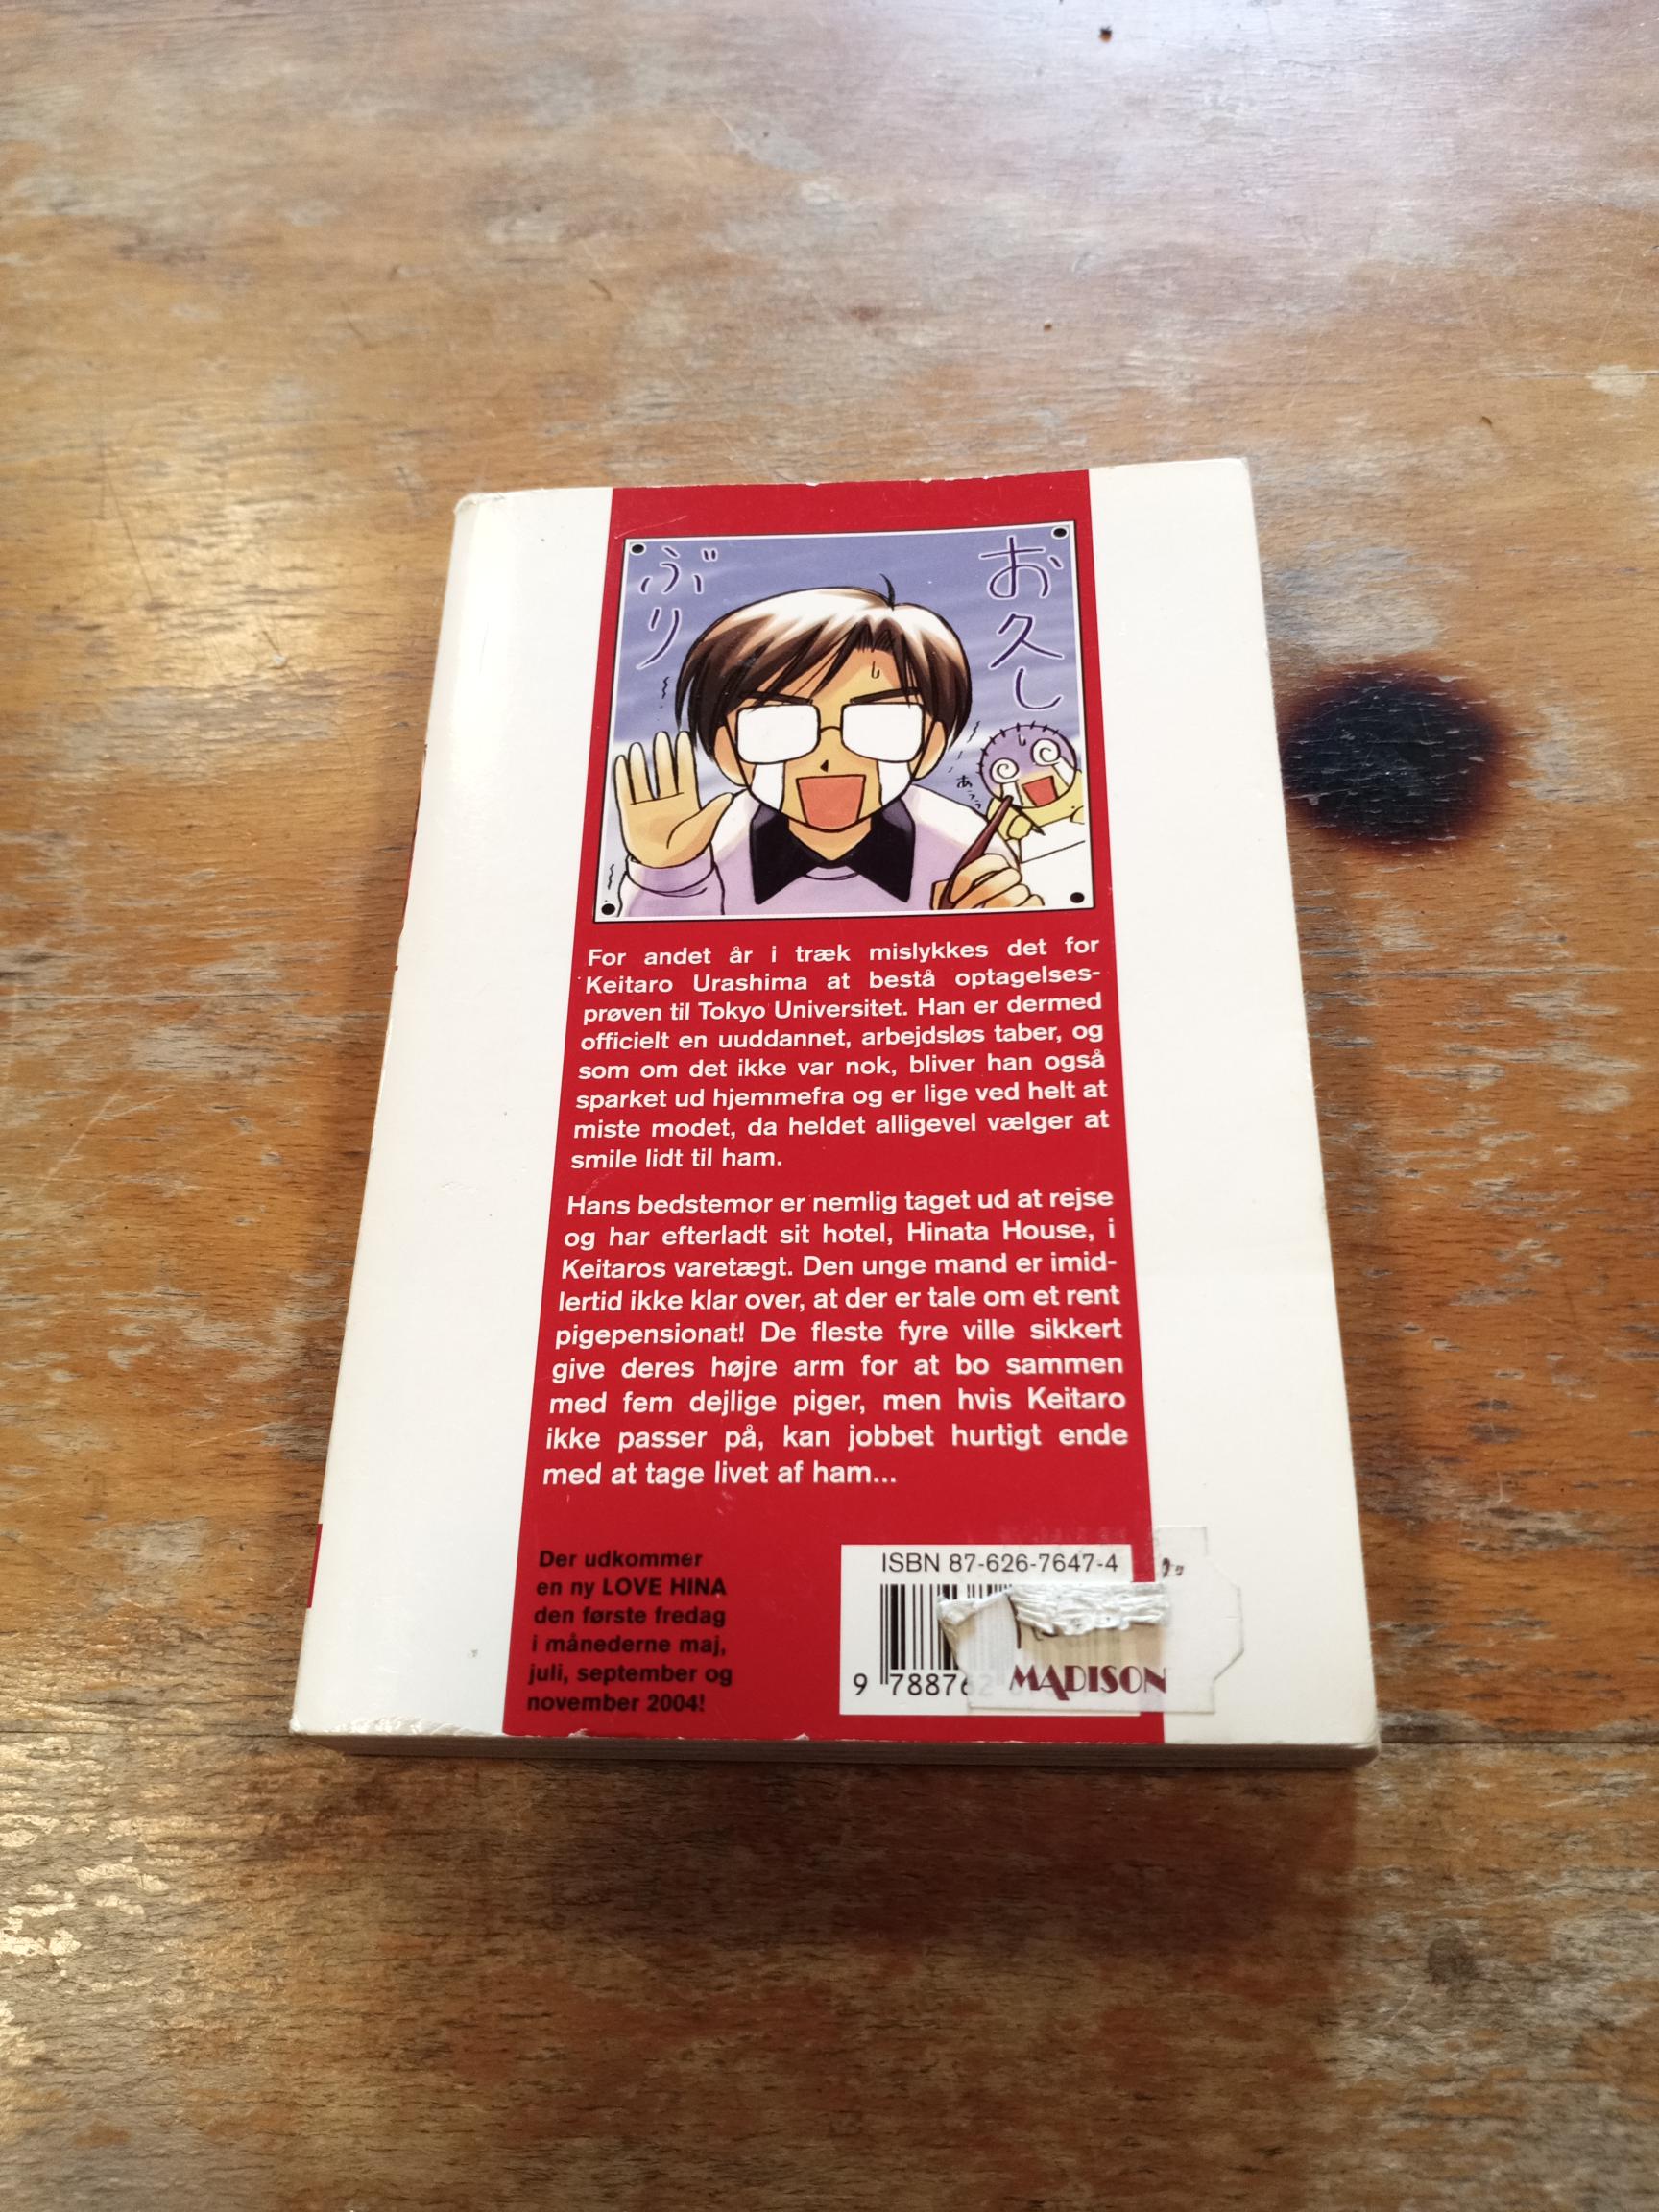 お久し
ぶり
あうう
For andet år i træk mislykkes det for
Keitaro Urashima at bestå optagelses-
prøven til Tokyo Universitet. Han er dermed
officielt en uuddannet, arbejdsløs taber, og
som om det ikke var nok, bliver han også
sparket ud hjemmefra og er lige ved helt at
miste modet, da heldet alligevel vælger at
smile lidt til ham.
Hans bedstemor er nemlig taget ud at rejse
og har efterladt sit hotel, Hinata House, i
Keitaros varetægt. Den unge mand er imid-
lertid ikke klar over, at der er tale om et rent
pigepensionat! De fleste fyre ville sikkert
give deres højre arm for at bo sammen
med fem dejlige piger, men hvis Keitaro
ikke passer på, kan jobbet hurtigt ende
med at tage livet af ham...
Der udkommer
en ny LOVE HINA
den første fredag
i månederne maj,
juli, september og
november 2004!
ISBN 87-626-7647-4
9 788762
MADISON